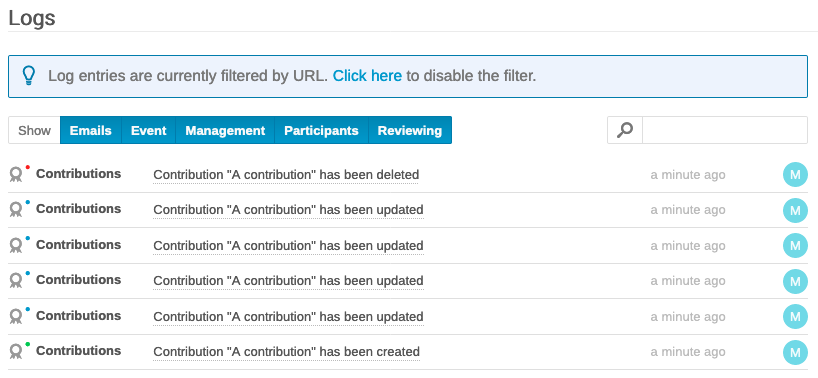 Logs
Log entries are currently filtered by URL. Click here to disable the filter.
Show Emails Event Management Participants Reviewing
Contributions Contribution "A contribution" has been deleted a minute ago M
Contributions Contribution "A contribution" has been updated a minute ago M
Contributions Contribution "A contribution" has been updated a minute ago M
Contributions Contribution "A contribution" has been updated a minute ago M
Contributions Contribution "A contribution" has been updated a minute ago M
Contributions Contribution "A contribution" has been created a minute ago M